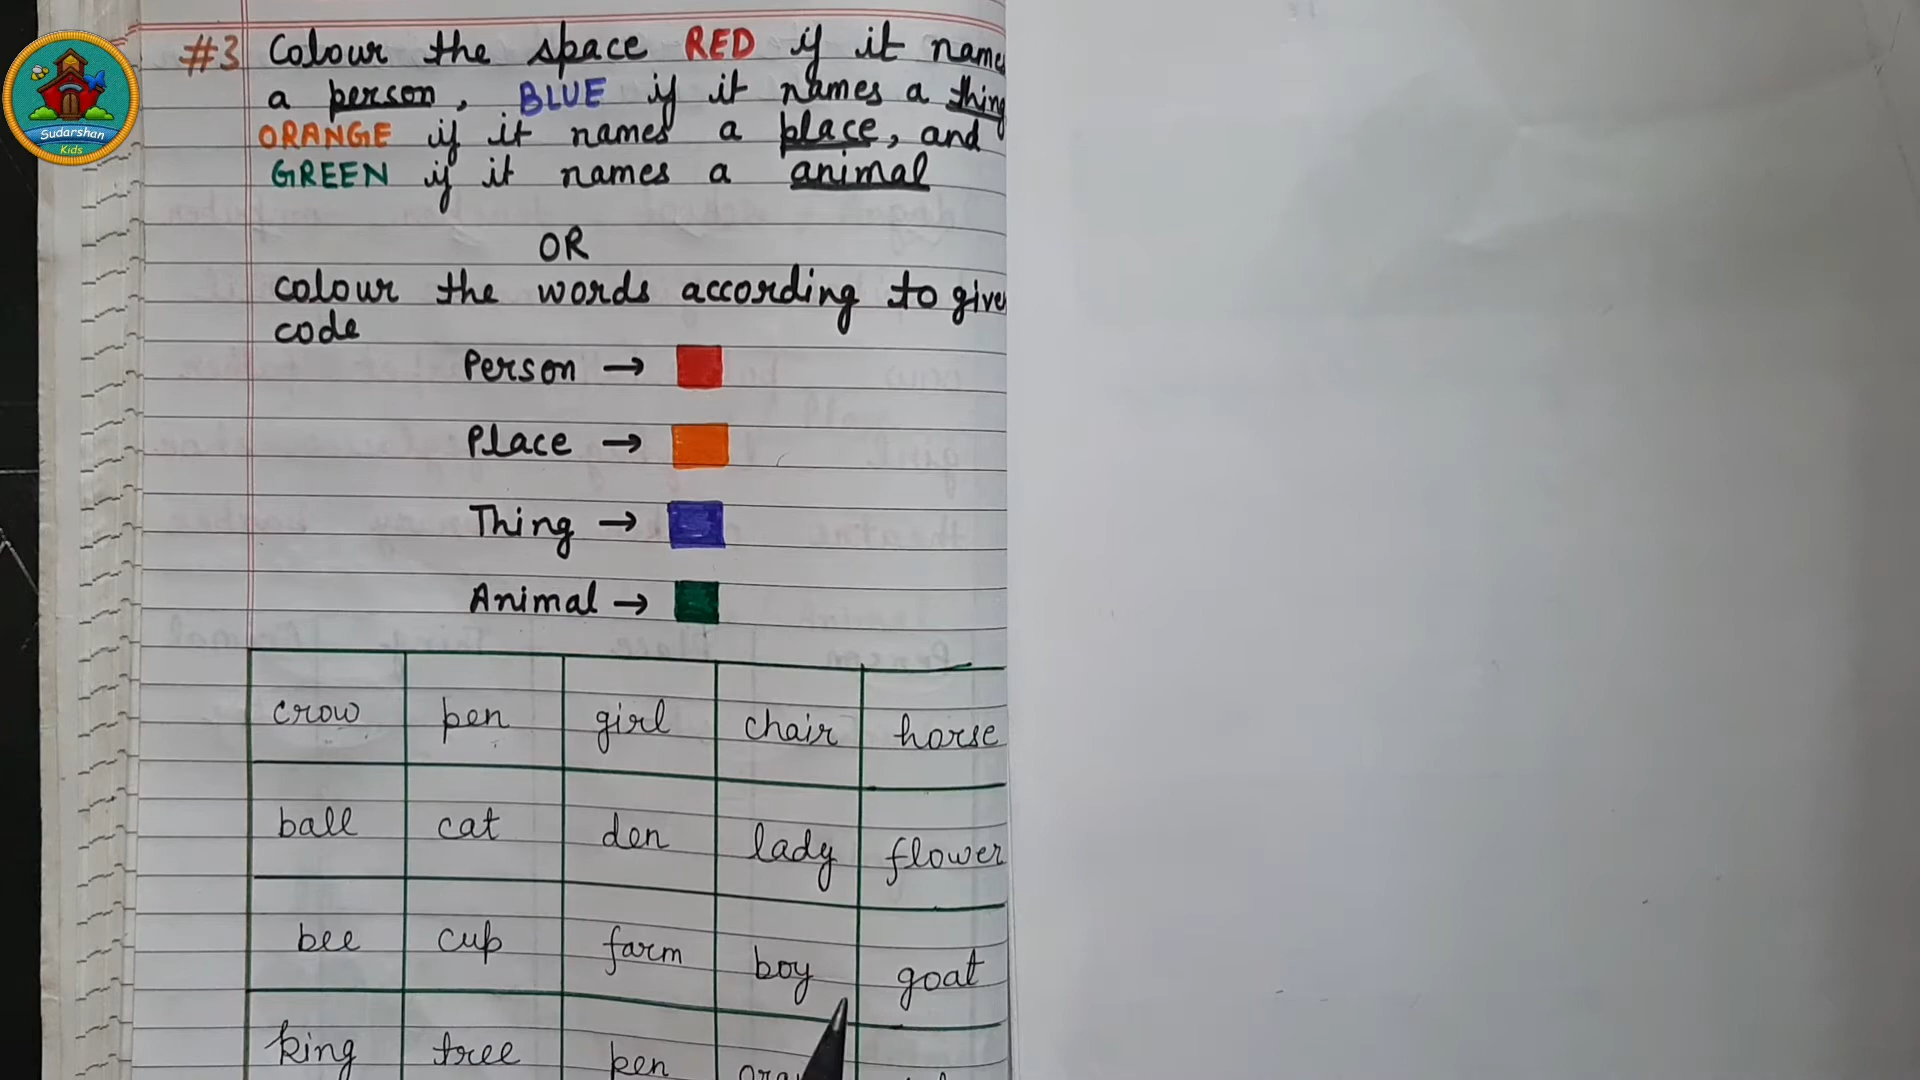 Sudarshan
Kids
#3 Colour the space RED if it name
a person, BLUE if it names a thing
ORANGE if it names a place, and
GREEN if it names a animal
OR
colour the words according to give
code
Person →
Place →
Thing →
Animal →
crow pen girl chair horse
ball cat den lady flower
bee cup farm boy goat
king tree pen